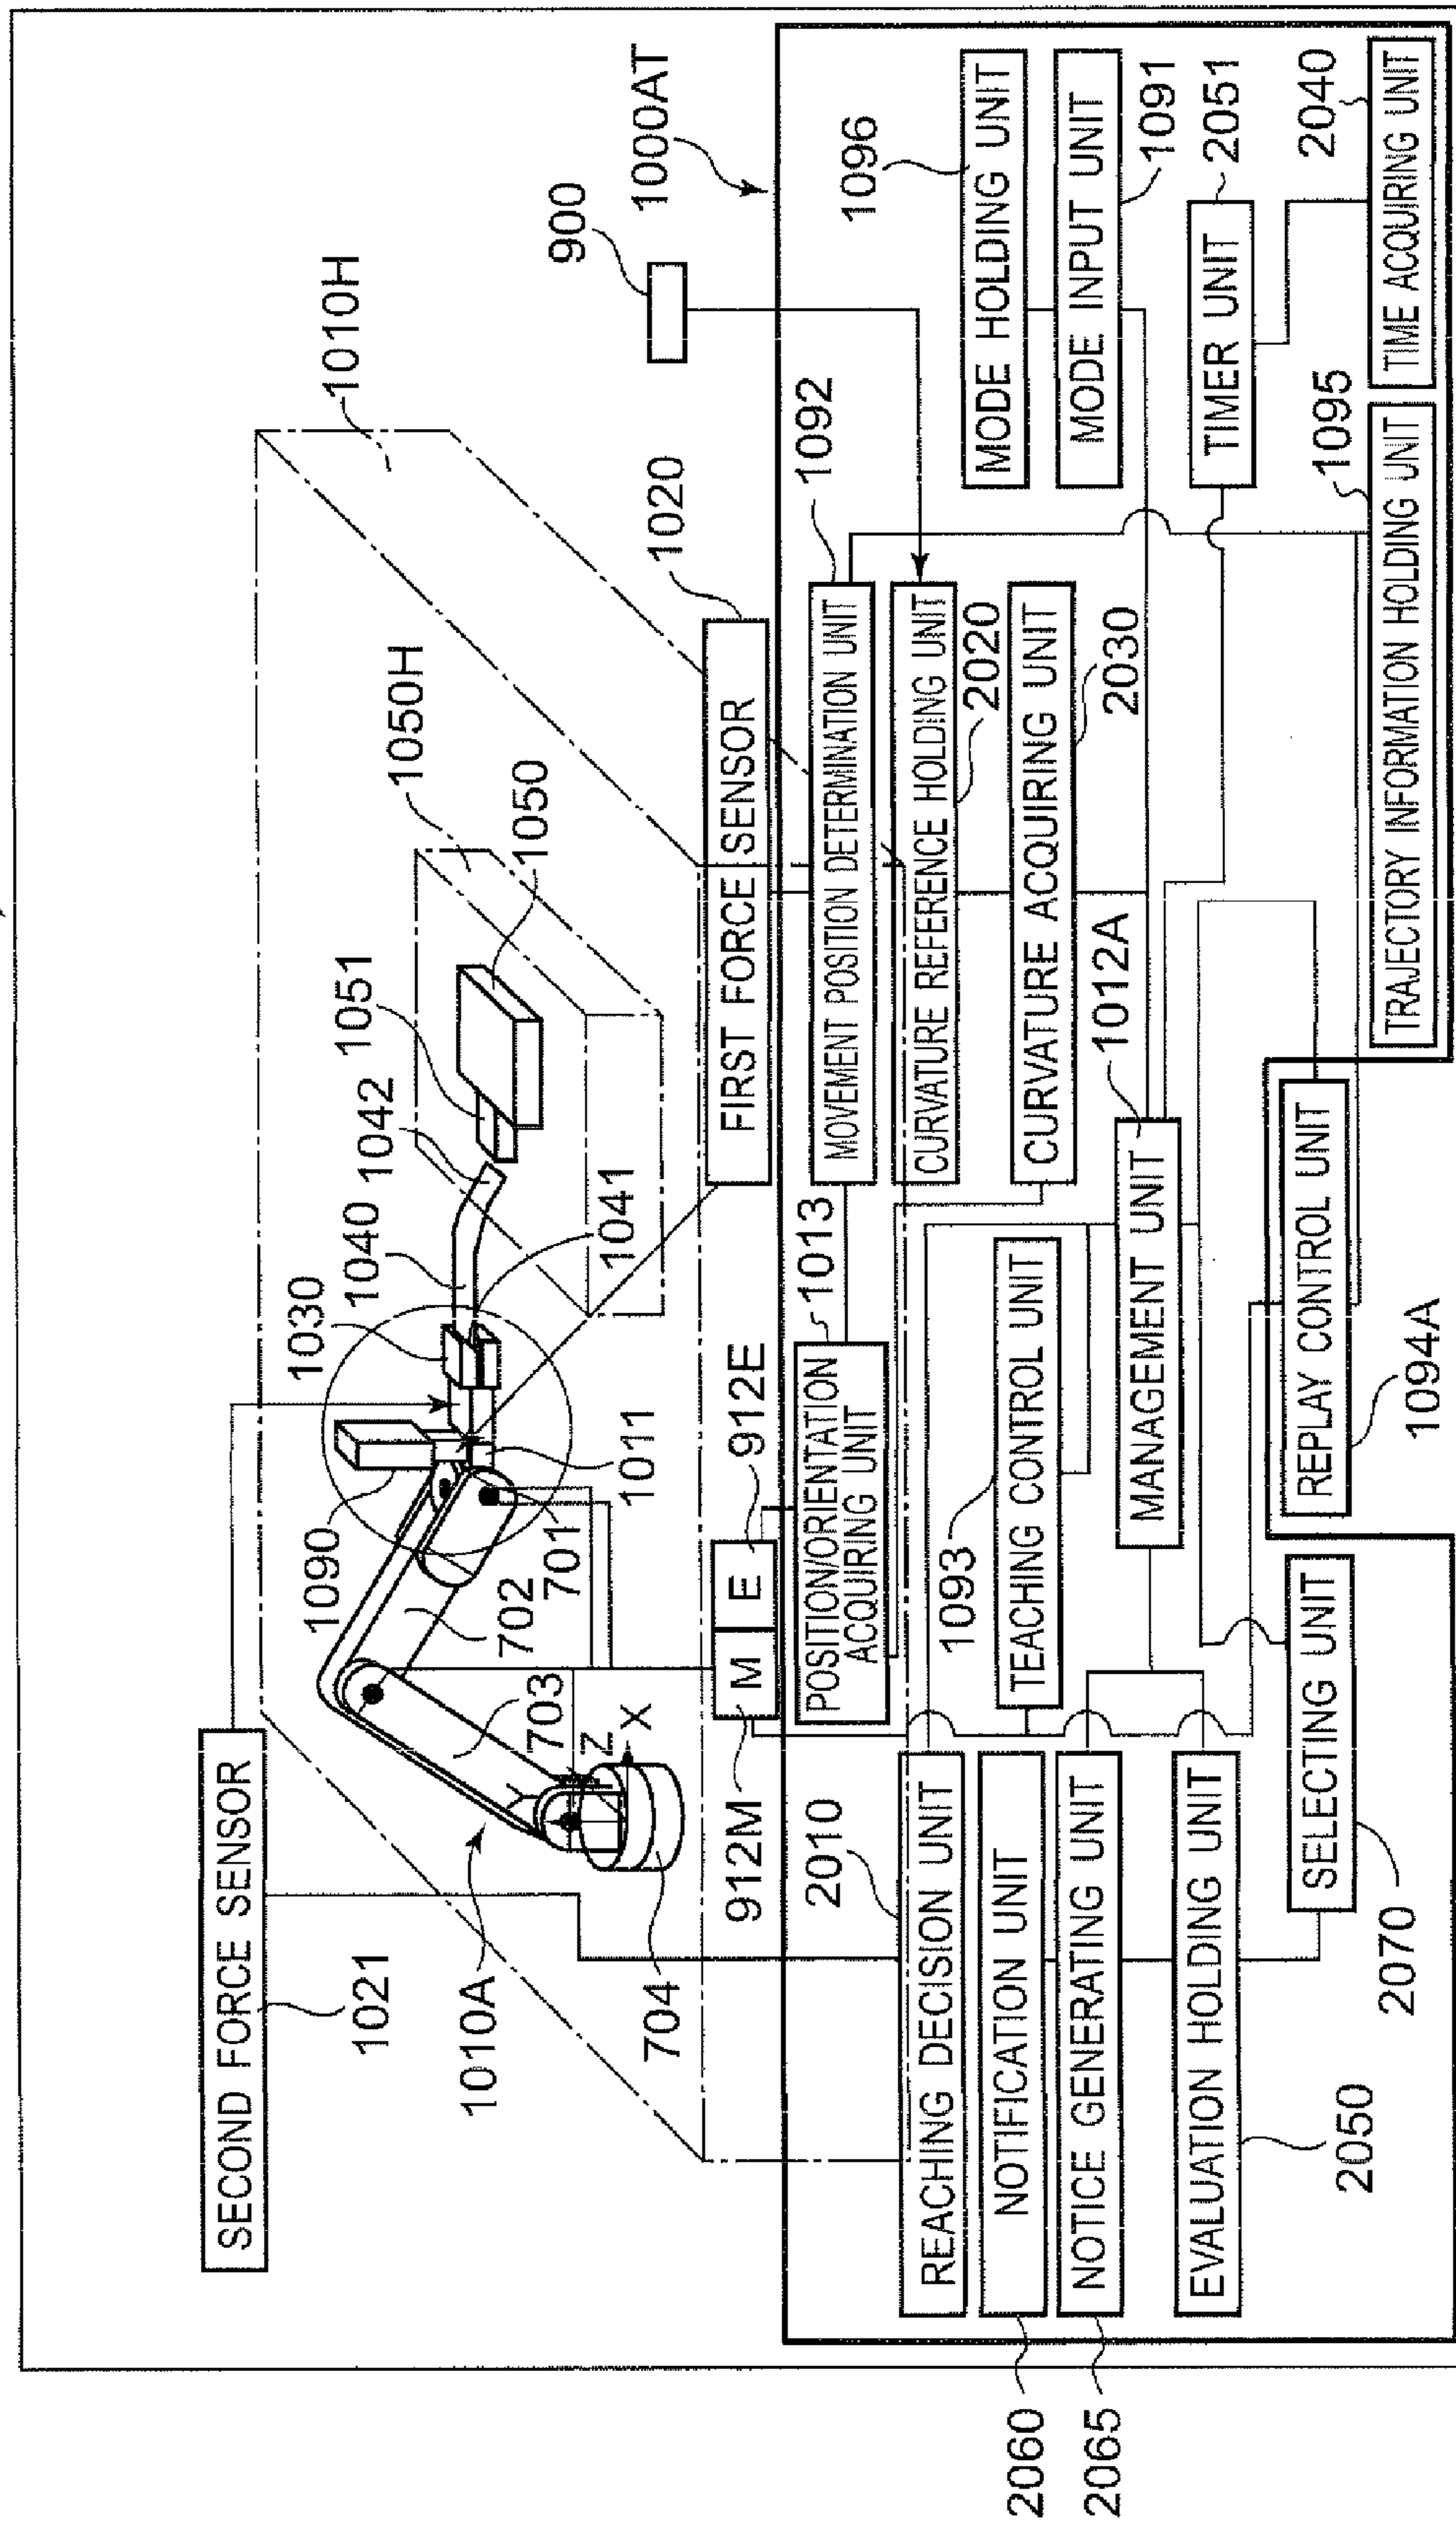 SECOND FORCE SENSOR
1021
1010A
704
703
702
701
Z
X
1090
1011
1030
1040
1041
1042
1051
1050
1050H
1010H
900
1000AT
FIRST FORCE SENSOR
1020
M
E
912M
912E
POSITION/ORIENTATION
ACQUIRING UNIT
1013
MOVEMENT POSITION DETERMINATION UNIT
1092
CURVATURE REFERENCE HOLDING UNIT
2020
CURVATURE ACQUIRING UNIT
2030
MODE HOLDING UNIT
1096
MODE INPUT UNIT
1091
TIMER UNIT
2051
TIME ACQUIRING UNIT
2040
TRAJECTORY INFORMATION HOLDING UNIT
1095
REACHING DECISION UNIT
2010
NOTIFICATION UNIT
2060
NOTICE GENERATING UNIT
2065
EVALUATION HOLDING UNIT
2050
TEACHING CONTROL UNIT
1093
MANAGEMENT UNIT
1012A
SELECTING UNIT
2070
REPLAY CONTROL UNIT
1094A